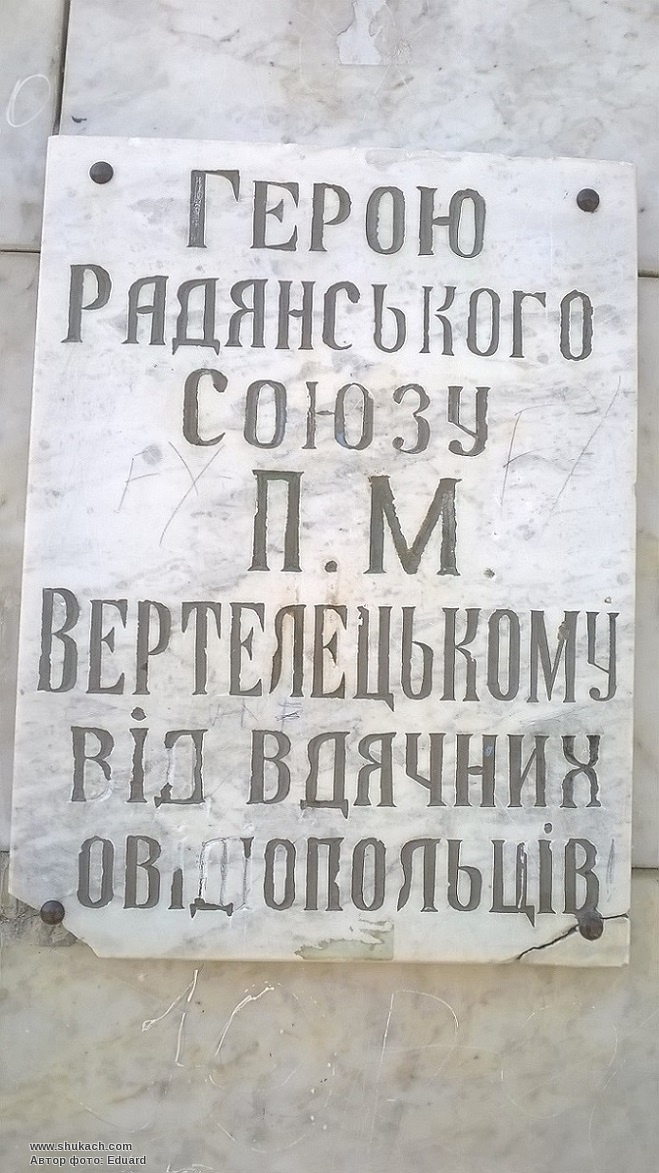 ГЕРОЮ
РАДЯНСЬКОГО
СОЮЗУ
П.М.
ВЕРТЕЛЕЦЬКОМУ
ВІД ВДЯЧНИХ
ОВІДІОПОЛЬЦІВ
www.shukach.com
Автор фото: Eduard